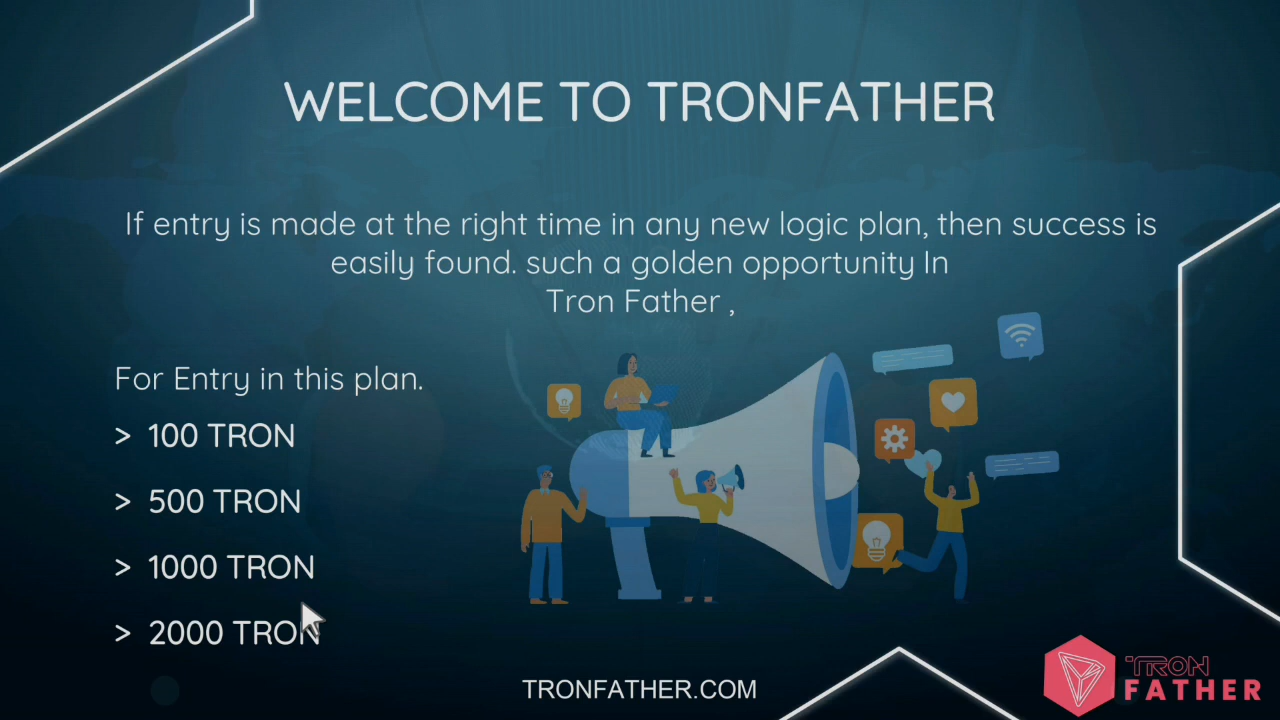 WELCOME TO TRONFATHER
If entry is made at the right time in any new logic plan, then success is
easily found. such a golden opportunity In
Tron Father ,
For Entry in this plan.
> 100 TRON
> 500 TRON
> 1000 TRON
> 2000 TRON
TRONFATHER.COM
TRON
FATHER